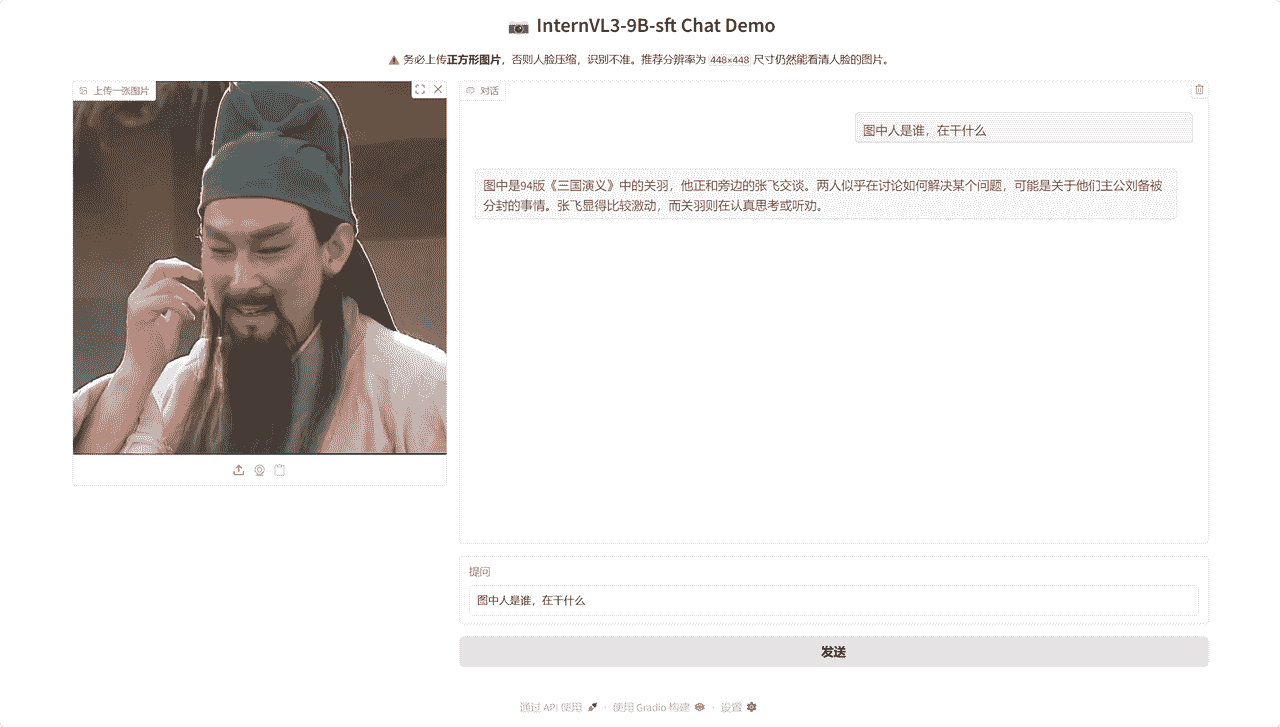 InternVL3-9B-sft Chat Demo
务必上传正方形图片，否则人脸压缩，识别不准。推荐分辨率为 448×448 尺寸仍然能看清人脸的图片。
上传一张图片
对话
图中人是谁，在干什么
图中是94版《三国演义》中的关羽，他正和旁边的张飞交谈。两人似乎在讨论如何解决某个问题，可能是关于他们主公刘备被
分封的事情。张飞显得比较激动，而关羽则在认真思考或听劝。
提问
图中人是谁，在干什么
发送
通过 API 使用 · 使用 Gradio 构建 · 设置